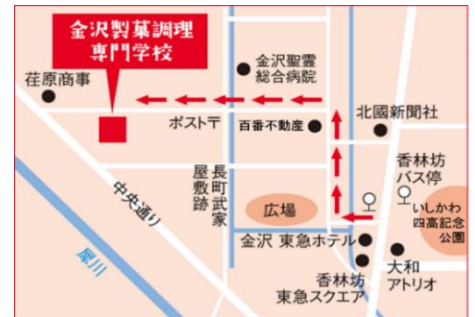 金沢製菓調理
専門学校
荏原商事
金沢聖霊
総合病院
ポスト〒
百番不動産
北國新聞社
香林坊
バス停
長町武家
屋敷跡
中央通り
広場
いしかわ
四高記念
公園
犀川
金沢 東急ホテル
香林坊
東急スクエア
大和
アトリオ